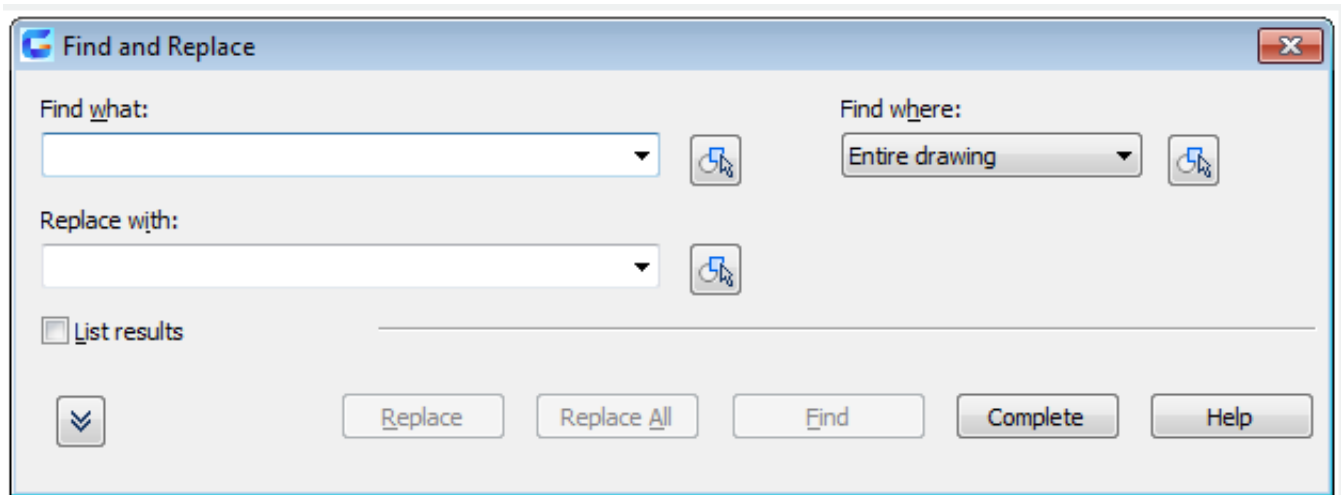 Find and Replace
Find what:
Find where:
Entire drawing
Replace with:
List results
Replace
Replace All
Find
Complete
Help